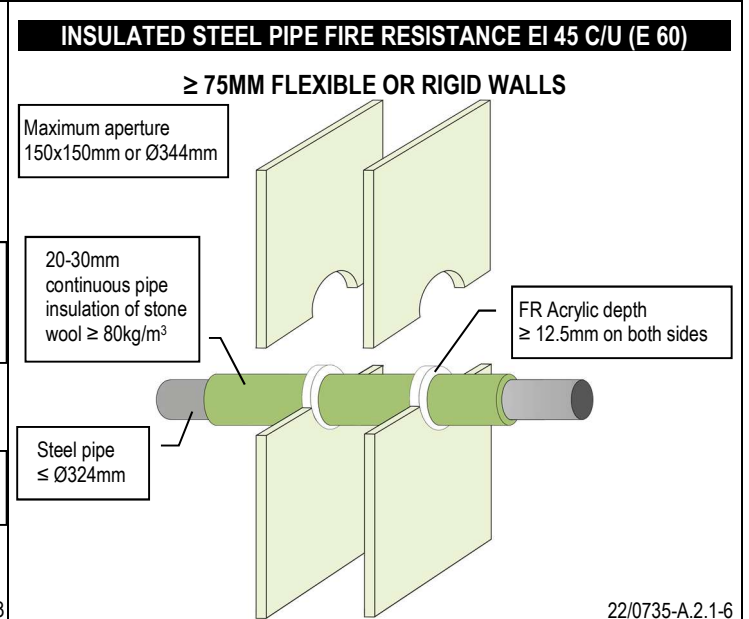 INSULATED STEEL PIPE FIRE RESISTANCE EI 45 C/U (E 60)
≥ 75MM FLEXIBLE OR RIGID WALLS
Maximum aperture
150x150mm or Ø344mm
20-30mm
continuous pipe
insulation of stone
wool ≥ 80kg/m³
FR Acrylic depth
≥ 12.5mm on both sides
Steel pipe
≤ Ø324mm
3
22/0735-A.2.1-6